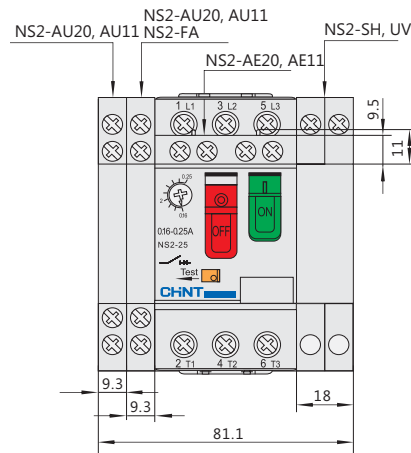 NS2-AU20, AU11
NS2-AU20, AU11 NS2-FA
NS2-SH, UV
NS2-AE20, AE11
1 L1 3 L2 5 L3
9.5
11
0.25
2
0.16
0.16-0.25A
NS2-25
OFF
ON
Test
CHNT
2 T1 4 T2 6 T3
9.3
9.3
18
81.1